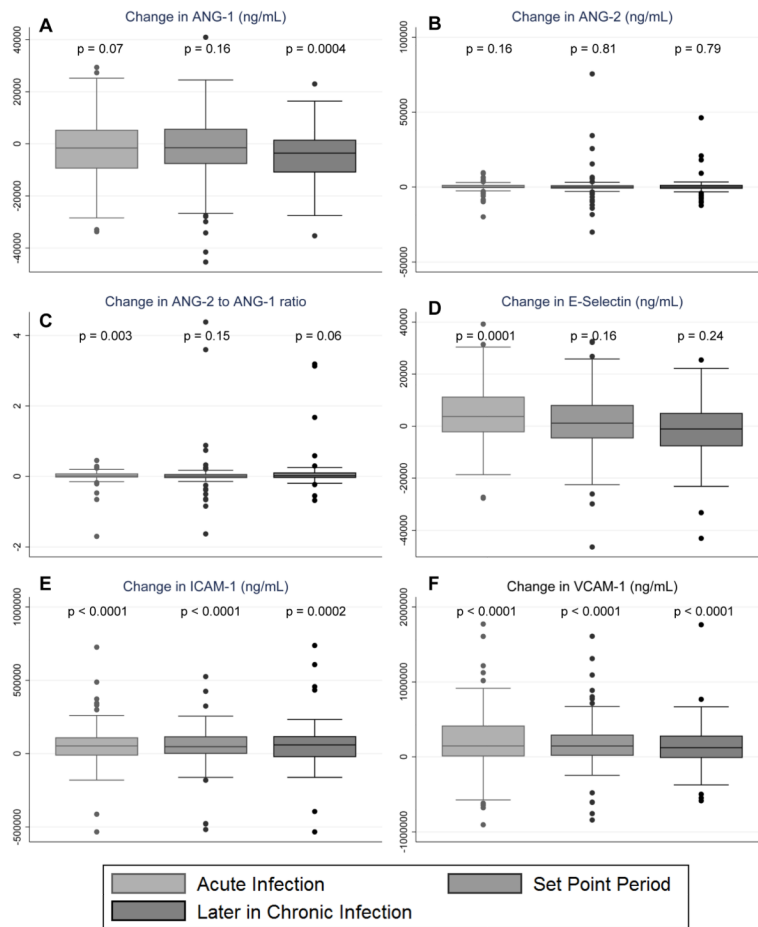 A
Change in ANG-1 (ng/mL)
p = 0.07
p = 0.16
p = 0.0004
40000
20000
0
-20000
-40000
B
Change in ANG-2 (ng/mL)
p = 0.16
p = 0.81
p = 0.79
100000
50000
0
-50000
C
Change in ANG-2 to ANG-1 ratio
p = 0.003
p = 0.15
p = 0.06
4
2
0
-2
D
Change in E-Selectin (ng/mL)
p = 0.0001
p = 0.16
p = 0.24
40000
20000
0
-20000
-40000
E
Change in ICAM-1 (ng/mL)
p < 0.0001
p < 0.0001
p = 0.0002
1000000
500000
0
-500000
F
Change in VCAM-1 (ng/mL)
p < 0.0001
p < 0.0001
p < 0.0001
2000000
1000000
0
-1000000
Acute Infection
Set Point Period
Later in Chronic Infection